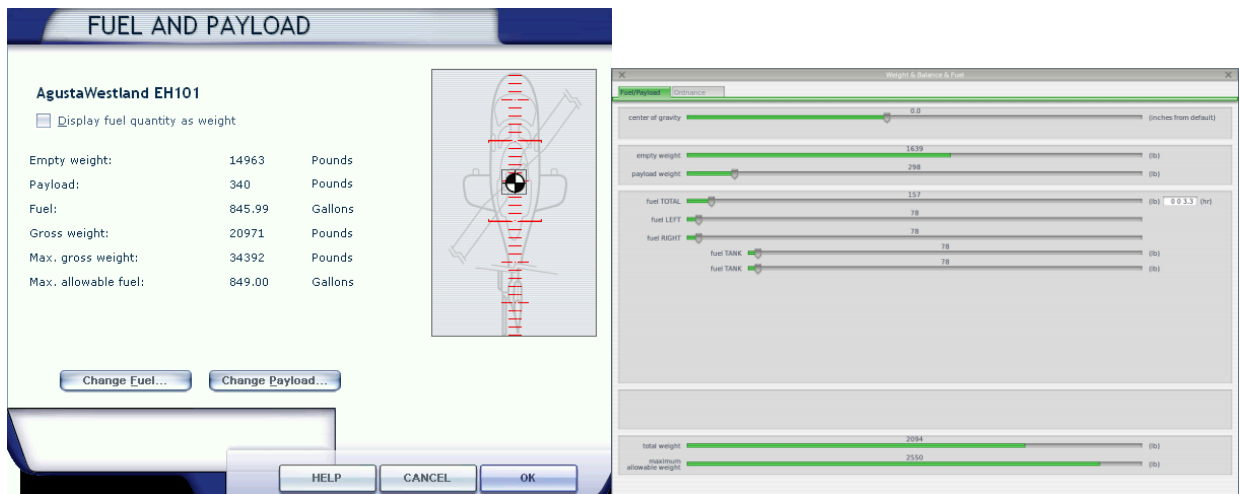 FUEL AND PAYLOAD
AgustaWestland EH101
Display fuel quantity as weight
Empty weight: 14963 Pounds
Payload: 340 Pounds
Fuel: 845.99 Gallons
Gross weight: 20971 Pounds
Max. gross weight: 34392 Pounds
Max. allowable fuel: 849.00 Gallons
Change Fuel... Change Payload...
HELP CANCEL OK
Weight & Balance & Fuel
Fuel/Payload Ordnance
0.0
center of gravity (inches from default)
1639
empty weight (lb)
298
payload weight (lb)
157
fuel TOTAL (lb) 0 0 3.3 (hr)
78
fuel LEFT
78
fuel RIGHT
78
fuel TANK (lb)
78
fuel TANK (lb)
2094
total weight (lb)
2550
maximum
allowable weight (lb)